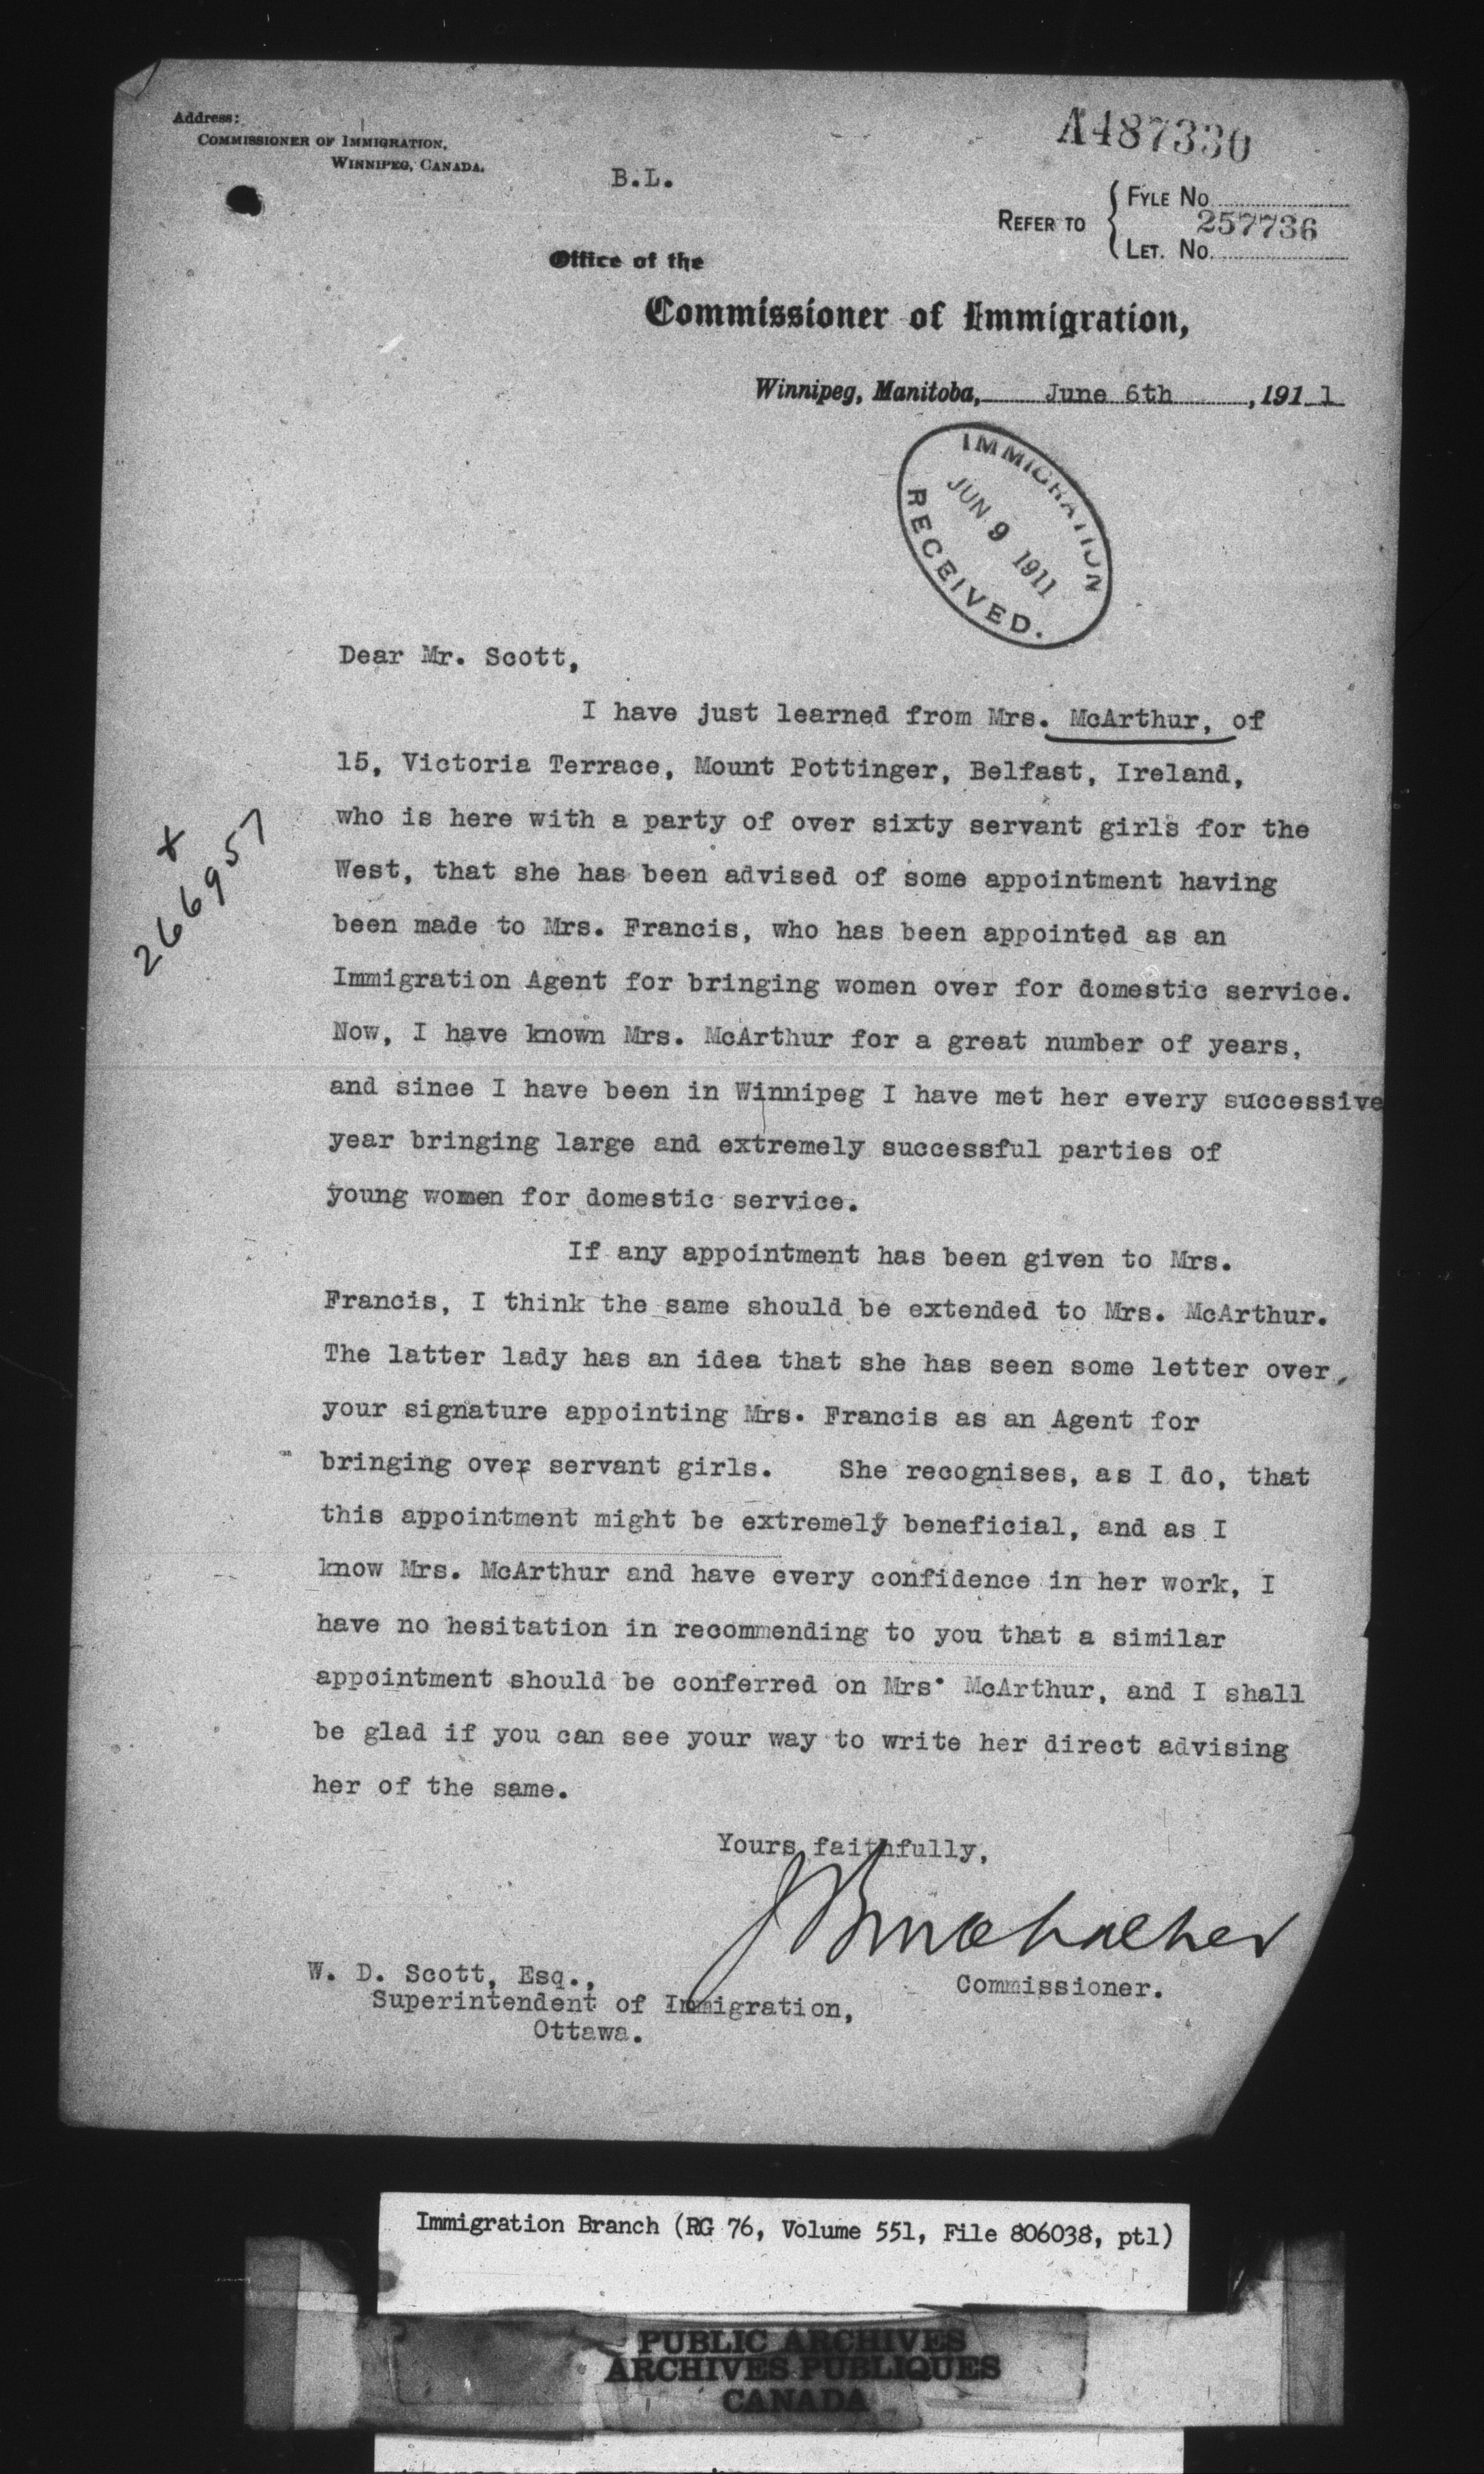 Address:
COMMISSIONER OF IMMIGRATION,
WINNIPEG, CANADA.
A487330
B.L.
REFER TO
FYLE NO
257736
LET. NO.
Office of the
Commissioner of Immigration,
Winnipeg, Manitoba, June 6th, 1911
IMMIGRATION
JUN 9 1911
RECEIVED.
Dear Mr. Scott,
I have just learned from Mrs. McArthur, of
15, Victoria Terrace, Mount Pottinger, Belfast, Ireland,
who is here with a party of over sixty servant girls for the
West, that she has been advised of some appointment having
been made to Mrs. Francis, who has been appointed as an
Immigration Agent for bringing women over for domestic service.
Now, I have known Mrs. McArthur for a great number of years,
and since I have been in Winnipeg I have met her every successive
year bringing large and extremely successful parties of
young women for domestic service.
x
266957
If any appointment has been given to Mrs.
Francis, I think the same should be extended to Mrs. McArthur.
The latter lady has an idea that she has seen some letter over
your signature appointing Mrs. Francis as an Agent for
bringing over servant girls. She recognises, as I do, that
this appointment might be extremely beneficial, and as I
know Mrs. McArthur and have every confidence in her work, I
have no hesitation in recommending to you that a similar
appointment should be conferred on Mrs. McArthur, and I shall
be glad if you can see your way to write her direct advising
her of the same.
Yours faithfully,
Commissioner.
W. D. Scott, Esq.,
Superintendent of Immigration,
Ottawa.
Immigration Branch (RG 76, Volume 551, File 806038, pt1)
PUBLIC ARCHIVES
ARCHIVES PUBLIQUES
CANADA